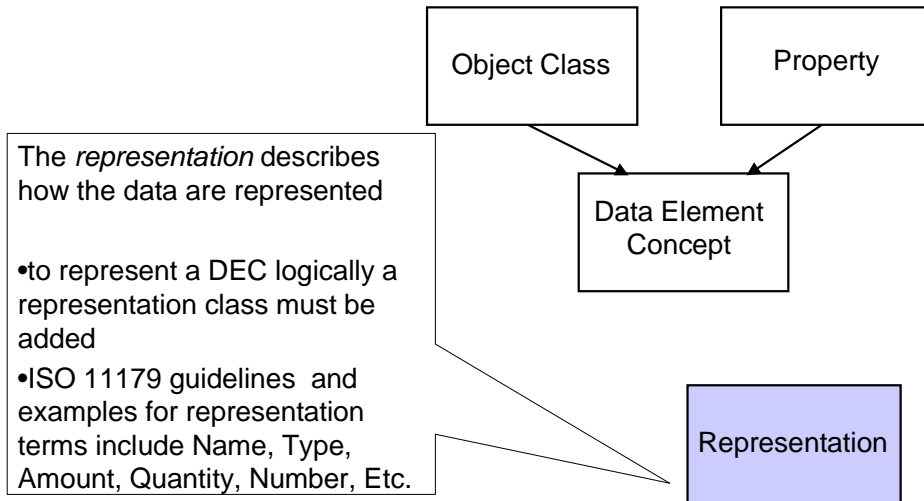 Object Class
Property
The representation describes
how the data are represented
•to represent a DEC logically a
representation class must be
added
•ISO 11179 guidelines  and
examples for representation
terms include Name, Type,
Amount, Quantity, Number, Etc.
Data Element
Concept
Representation